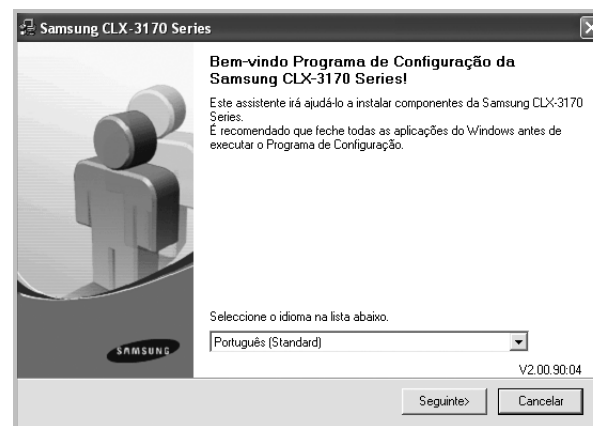 Samsung CLX-3170 Series
Bem-vindo Programa de Configuração da
Samsung CLX-3170 Series!
Este assistente irá ajudá-lo a instalar componentes da Samsung CLX-3170
Series.
É recomendado que feche todas as aplicações do Windows antes de
executar o Programa de Configuração.
Seleccione o idioma na lista abaixo.
Português (Standard)
SAMSUNG
V2.00.90:04
Seguinte>
Cancelar